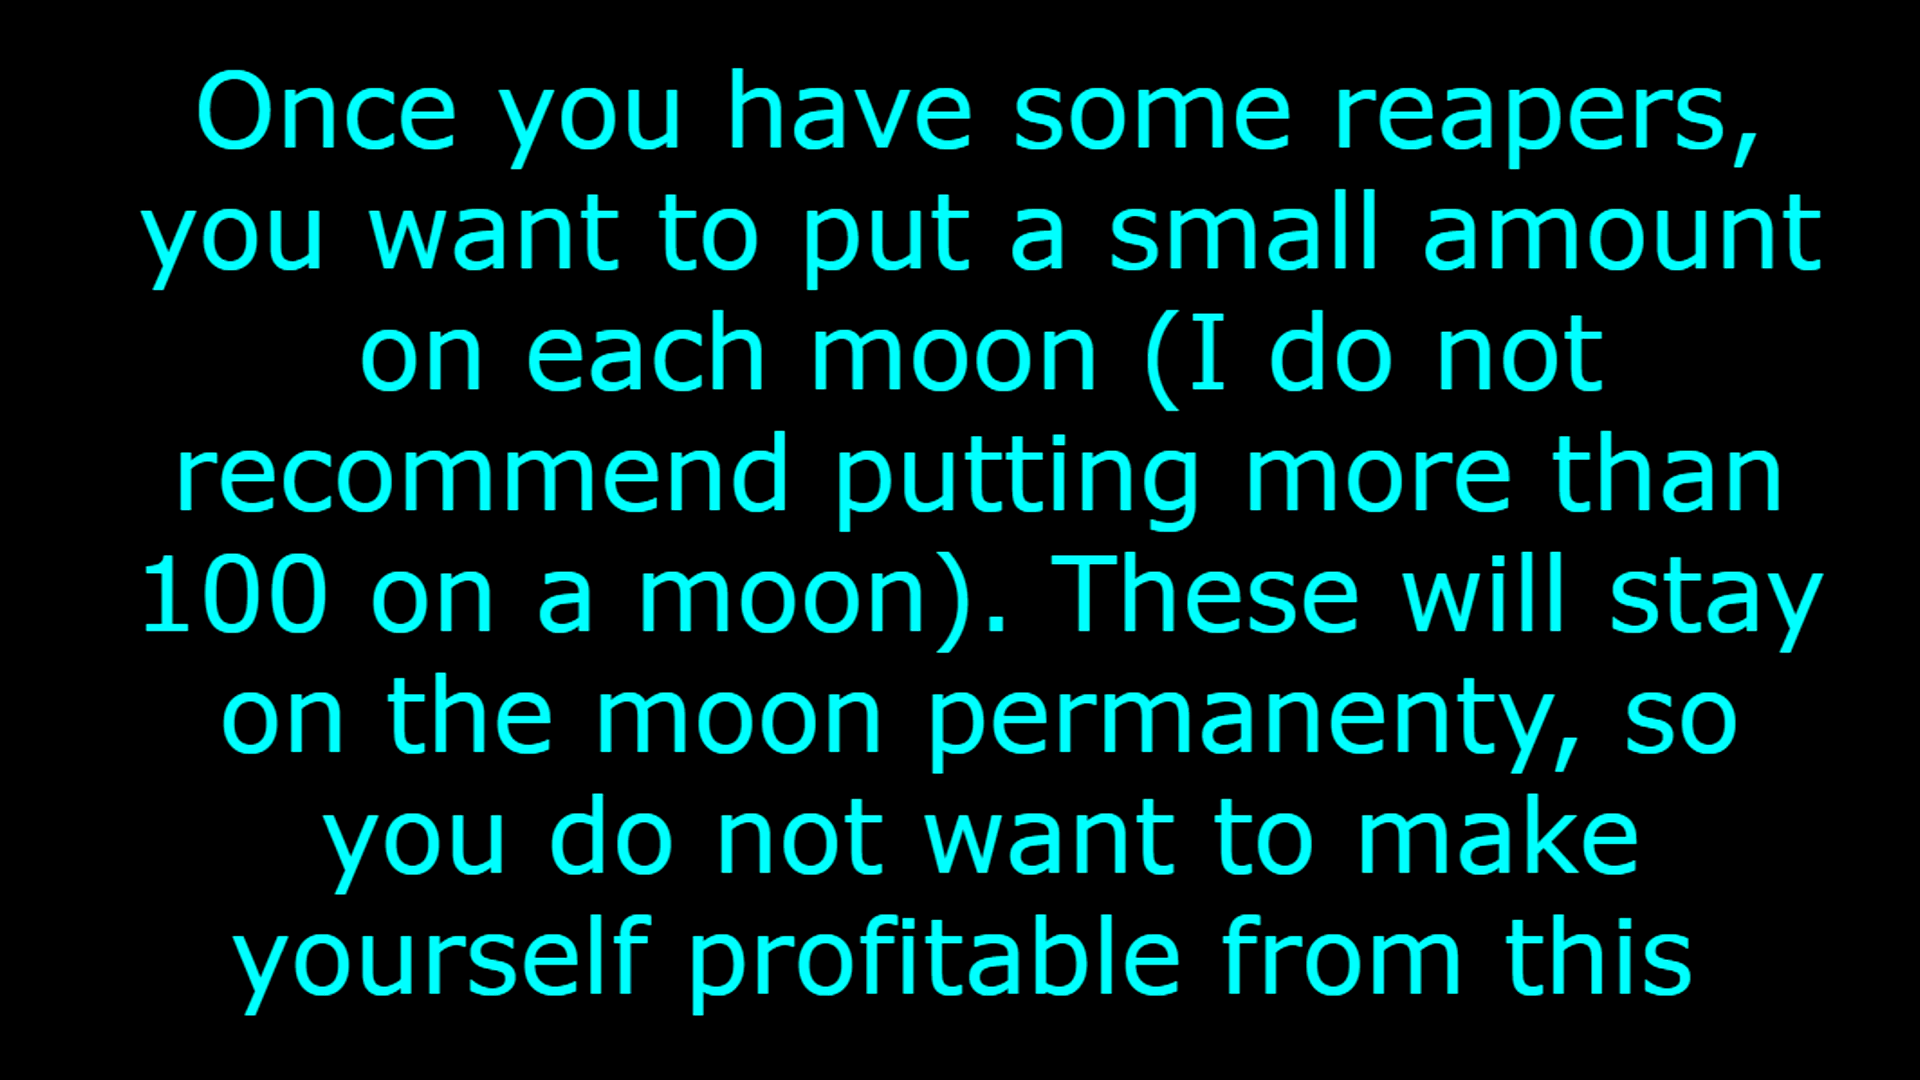 Once you have some reapers,
you want to put a small amount
on each moon (I do not
recommend putting more than
100 on a moon). These will stay
on the moon permanenty, so
you do not want to make
yourself profitable from this